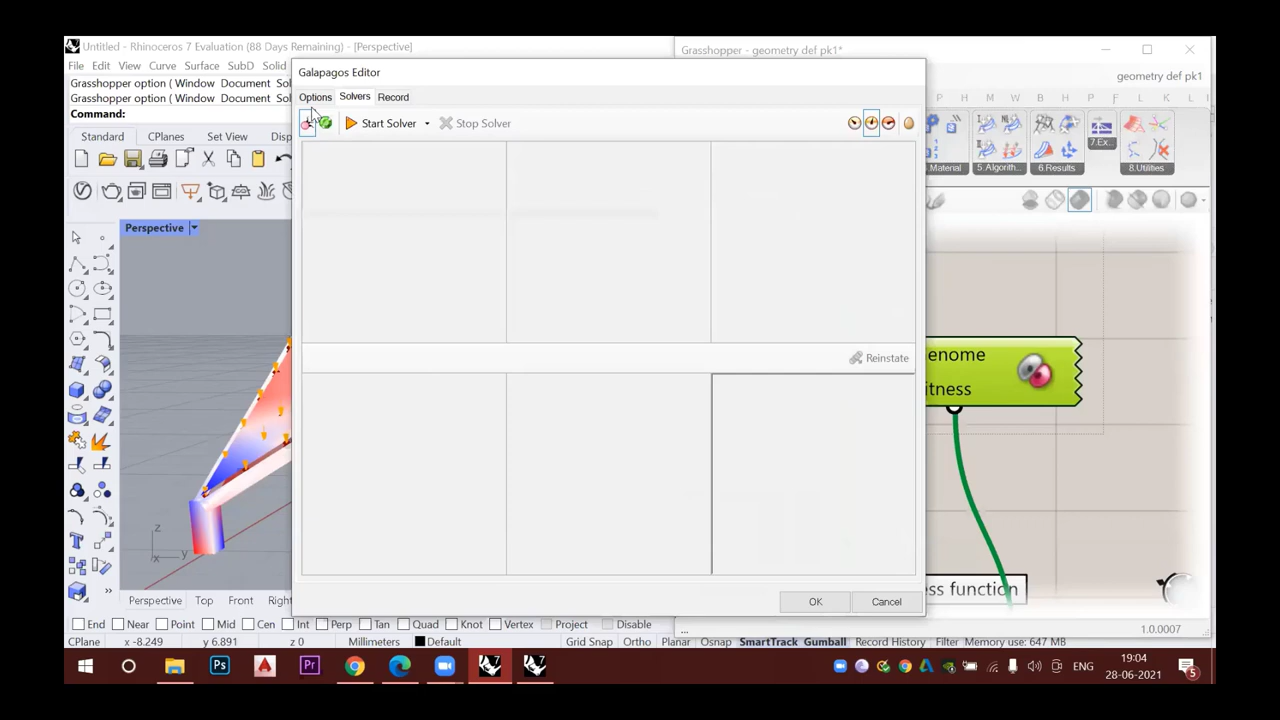 Untitled - Rhinoceros 7 Evaluation (88 Days Remaining) - [Perspective]
File Edit View Curve Surface SubD Solid
Grasshopper option ( Window Document Sol
Grasshopper option ( Window Document Sol
Command:
Standard CPlanes Set View
Perspective
z
x
y
Perspective Top Front Right
End Near Point Mid Cen Int Perp Tan Quad Knot Vertex Project Disable
CPlane x -8.249 y 6.891 z 0 Millimeters Default Grid Snap Ortho Planar Osnap SmartTrack Gumball Record History Filter Memory use: 647 MB
Galapagos Editor
Options Solvers Record
Start Solver Stop Solver
Reinstate
OK Cancel
Grasshopper - geometry def pk1*
geometry def pk1
P H M L P F L I T X K
.Material 5.Algorith... 6.Results 7.Ex... 8.Utilities
enome
itness
ess function
...
1.0.0007
ENG
19:04
28-06-2021
5